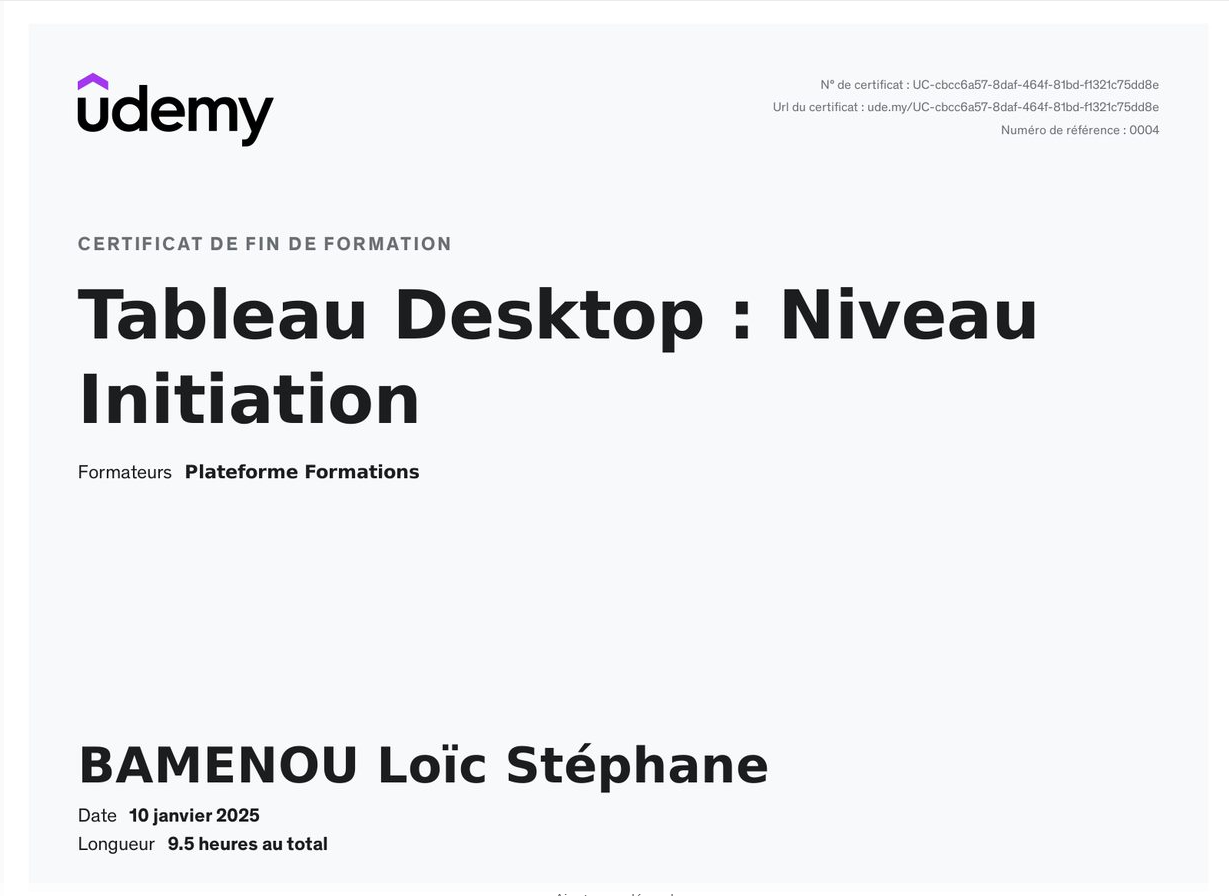 udemy
N° de certificat : UC-cbcc6a57-8daf-464f-81bd-f1321c75dd8e
Url du certificat : ude.my/UC-cbcc6a57-8daf-464f-81bd-f1321c75dd8e
Numéro de référence : 0004
CERTIFICAT DE FIN DE FORMATION
Tableau Desktop : Niveau
Initiation
Formateurs Plateforme Formations
BAMENOU Loïc Stéphane
Date 10 janvier 2025
Longueur 9.5 heures au total